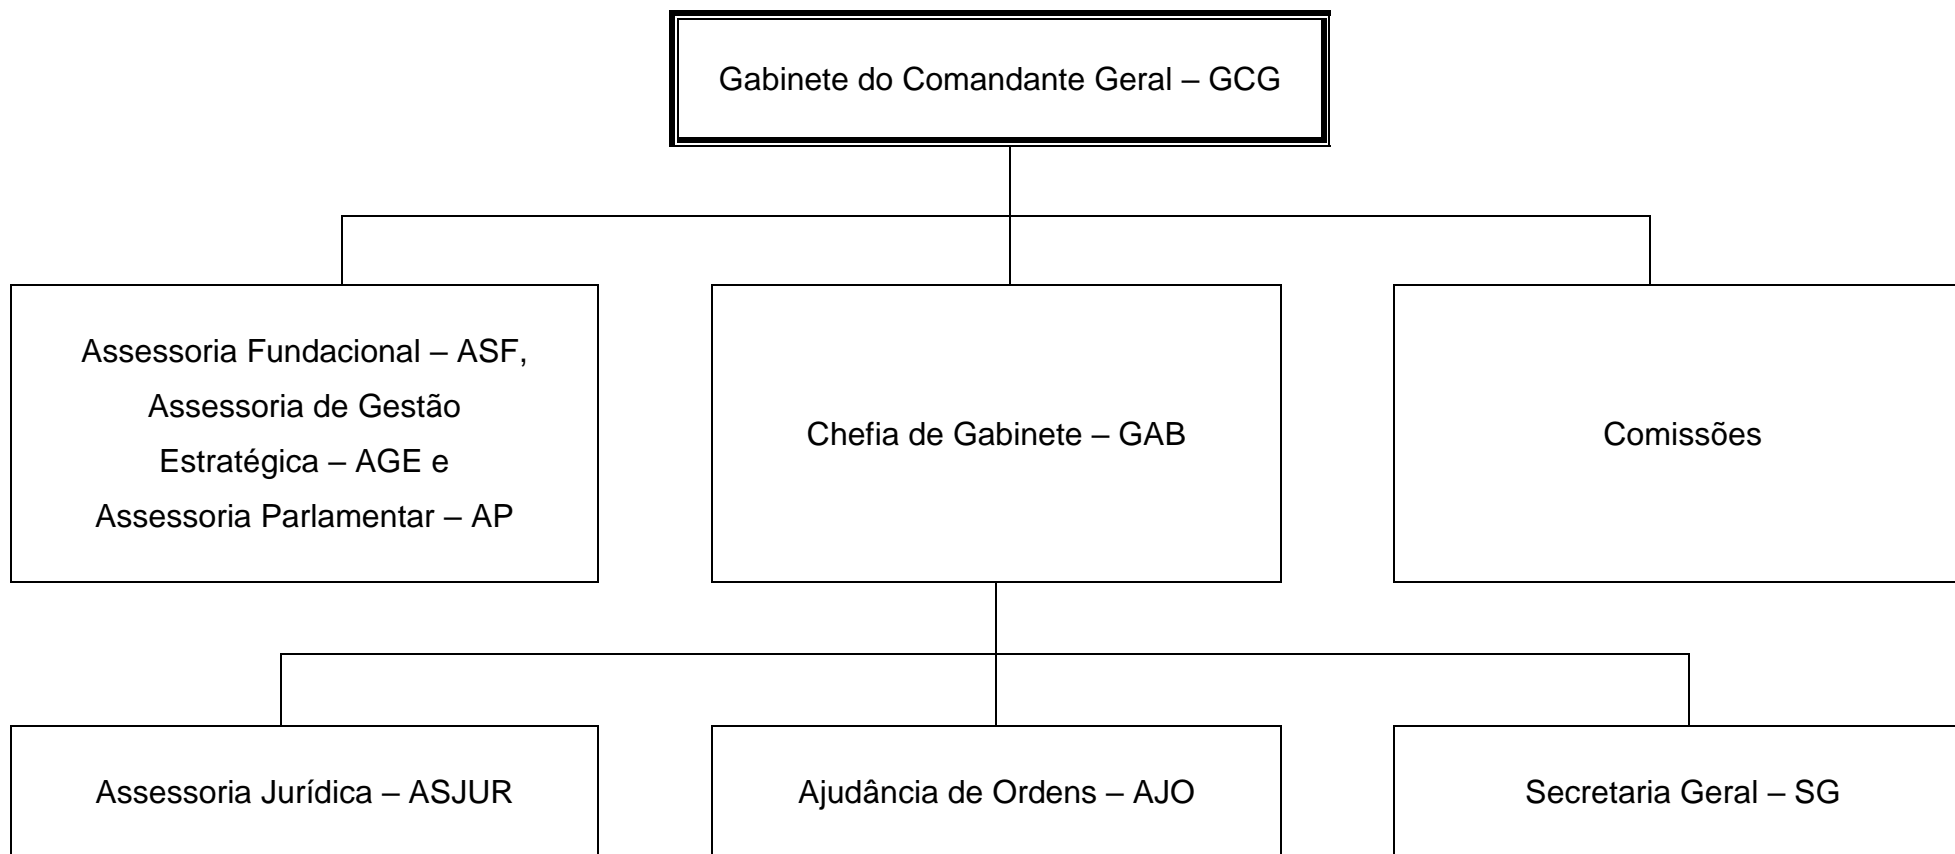 Gabinete do Comandante Geral – GCG
Assessoria Fundacional – ASF,
Assessoria de Gestão
Estratégica – AGE e
Assessoria Parlamentar – AP
Chefia de Gabinete – GAB
Comissões
Assessoria Jurídica – ASJUR
Ajudância de Ordens – AJO
Secretaria Geral – SG